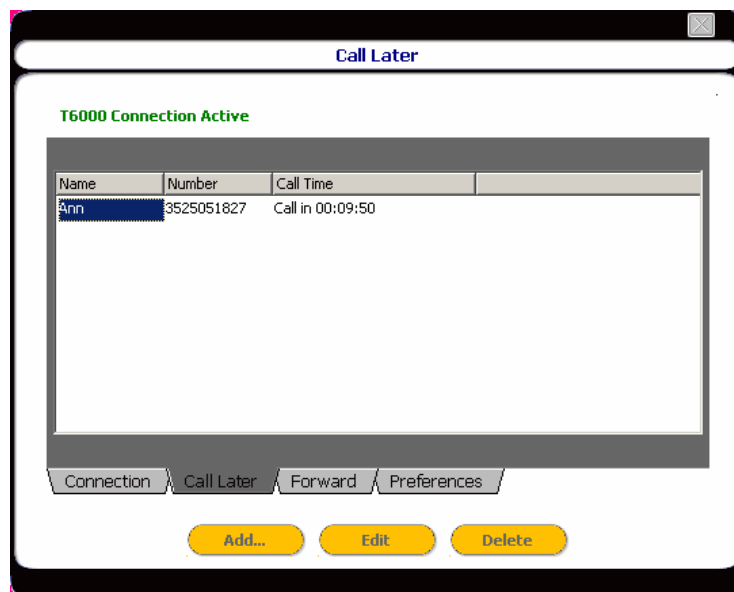 Call Later
T6000 Connection Active
Name Number Call Time
Ann 3525051827 Call in 00:09:50
Connection Call Later Forward Preferences
Add... Edit Delete